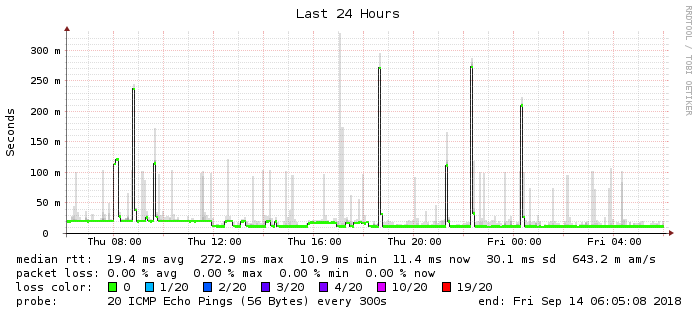 Last 24 Hours
RRDTOOL / TOBI OETIKER
Seconds
300 m
250 m
200 m
150 m
100 m
50 m
0
Thu 08:00 Thu 12:00 Thu 16:00 Thu 20:00 Fri 00:00 Fri 04:00
median rtt: 19.4 ms avg 272.9 ms max 10.9 ms min 11.4 ms now 30.1 ms sd 643.2 m am/s
packet loss: 0.00 % avg 0.00 % max 0.00 % min 0.00 % now
loss color: 0 1/20 2/20 3/20 4/20 10/20 19/20
probe: 20 ICMP Echo Pings (56 Bytes) every 300s end: Fri Sep 14 06:05:08 2018